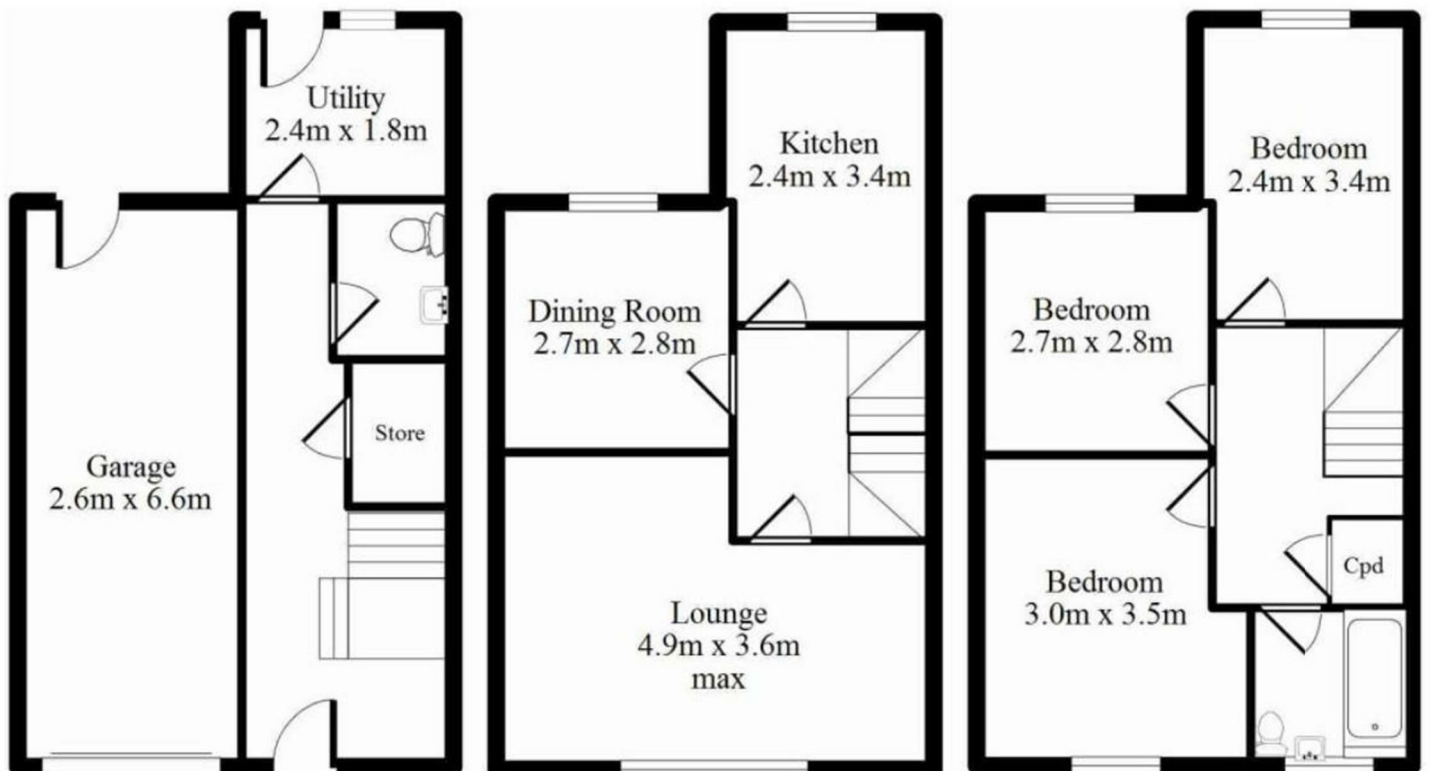 Utility
2.4m x 1.8m
Garage
2.6m x 6.6m
Store
Kitchen
2.4m x 3.4m
Dining Room
2.7m x 2.8m
Lounge
4.9m x 3.6m
max
Bedroom
2.4m x 3.4m
Bedroom
2.7m x 2.8m
Bedroom
3.0m x 3.5m
Cpd